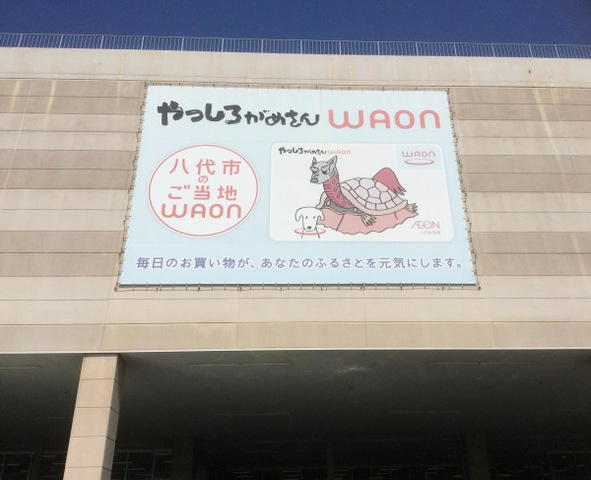 やっしろがめさん WAON
八代市
の
ご当地
WAON
やっしろがめさん WAON
WAON
ÆON
毎日のお買い物が、あなたのふるさとを元気にします。